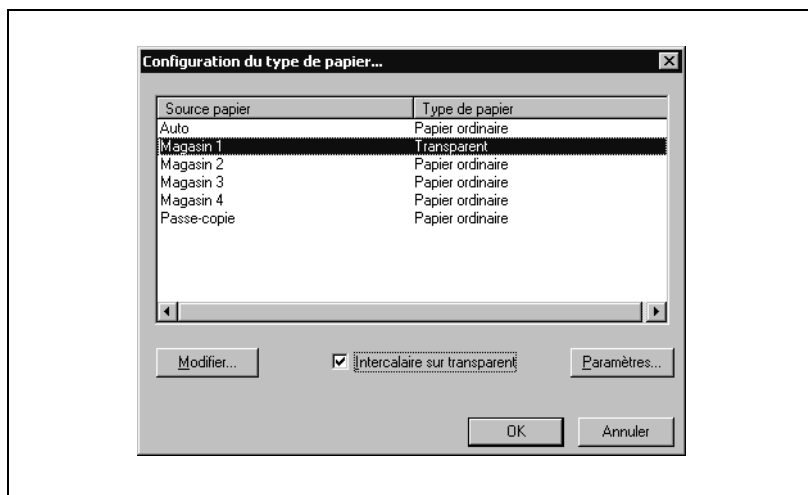 Configuration du type de papier...
Source papier Type de papier
Auto Papier ordinaire
Magasin 1 Transparent
Magasin 2 Papier ordinaire
Magasin 3 Papier ordinaire
Magasin 4 Papier ordinaire
Passe-copie Papier ordinaire
Modifier... Intercalaire sur transparent Paramètres...
OK Annuler